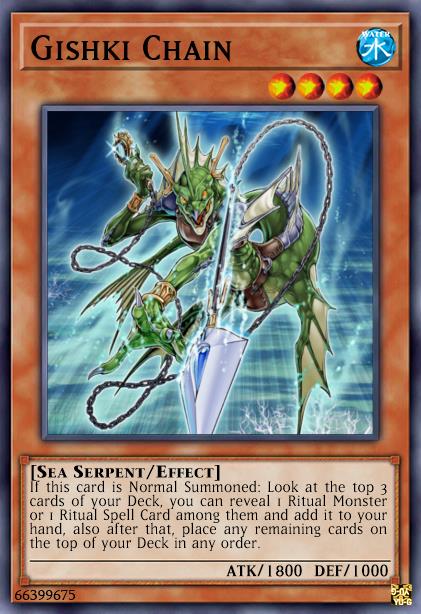 Gishki Chain
WATER
水
[Sea Serpent/Effect]
If this card is Normal Summoned: Look at the top 3
cards of your Deck, you can reveal 1 Ritual Monster
or 1 Ritual Spell Card among them and add it to your
hand, also after that, place any remaining cards on
the top of your Deck in any order.
ATK/1800 DEF/1000
66399675